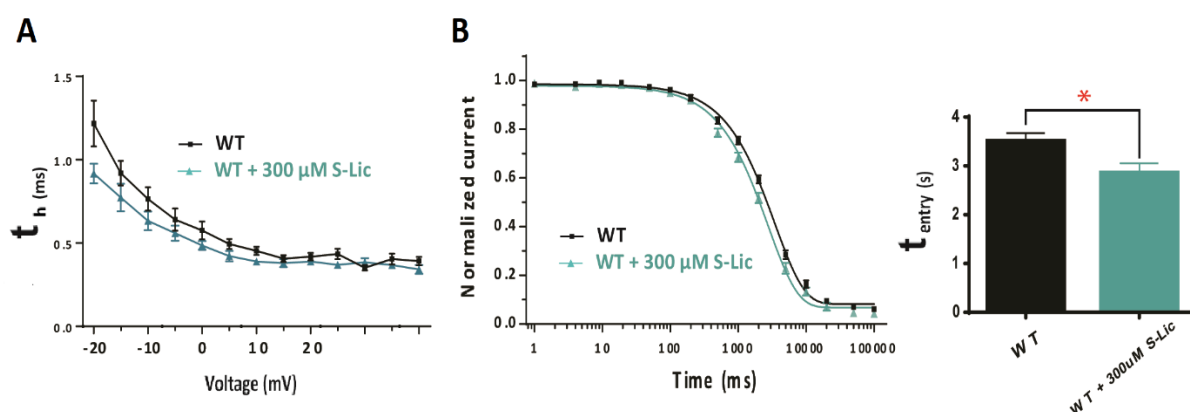 A
1.5
1.0
0.5
0.0
t h (ms)
WT
WT + 300 µM S-Lic
-20
-10
0
10
20
Voltage (mV)
B
1.0
0.8
0.6
0.4
0.2
0.0
Normalized current
WT
WT + 300 µM S-Lic
1
10
100
1000
10000
100000
Time (ms)
*
4
3
2
1
0
t entry (s)
WT
WT + 300uM S-Lic